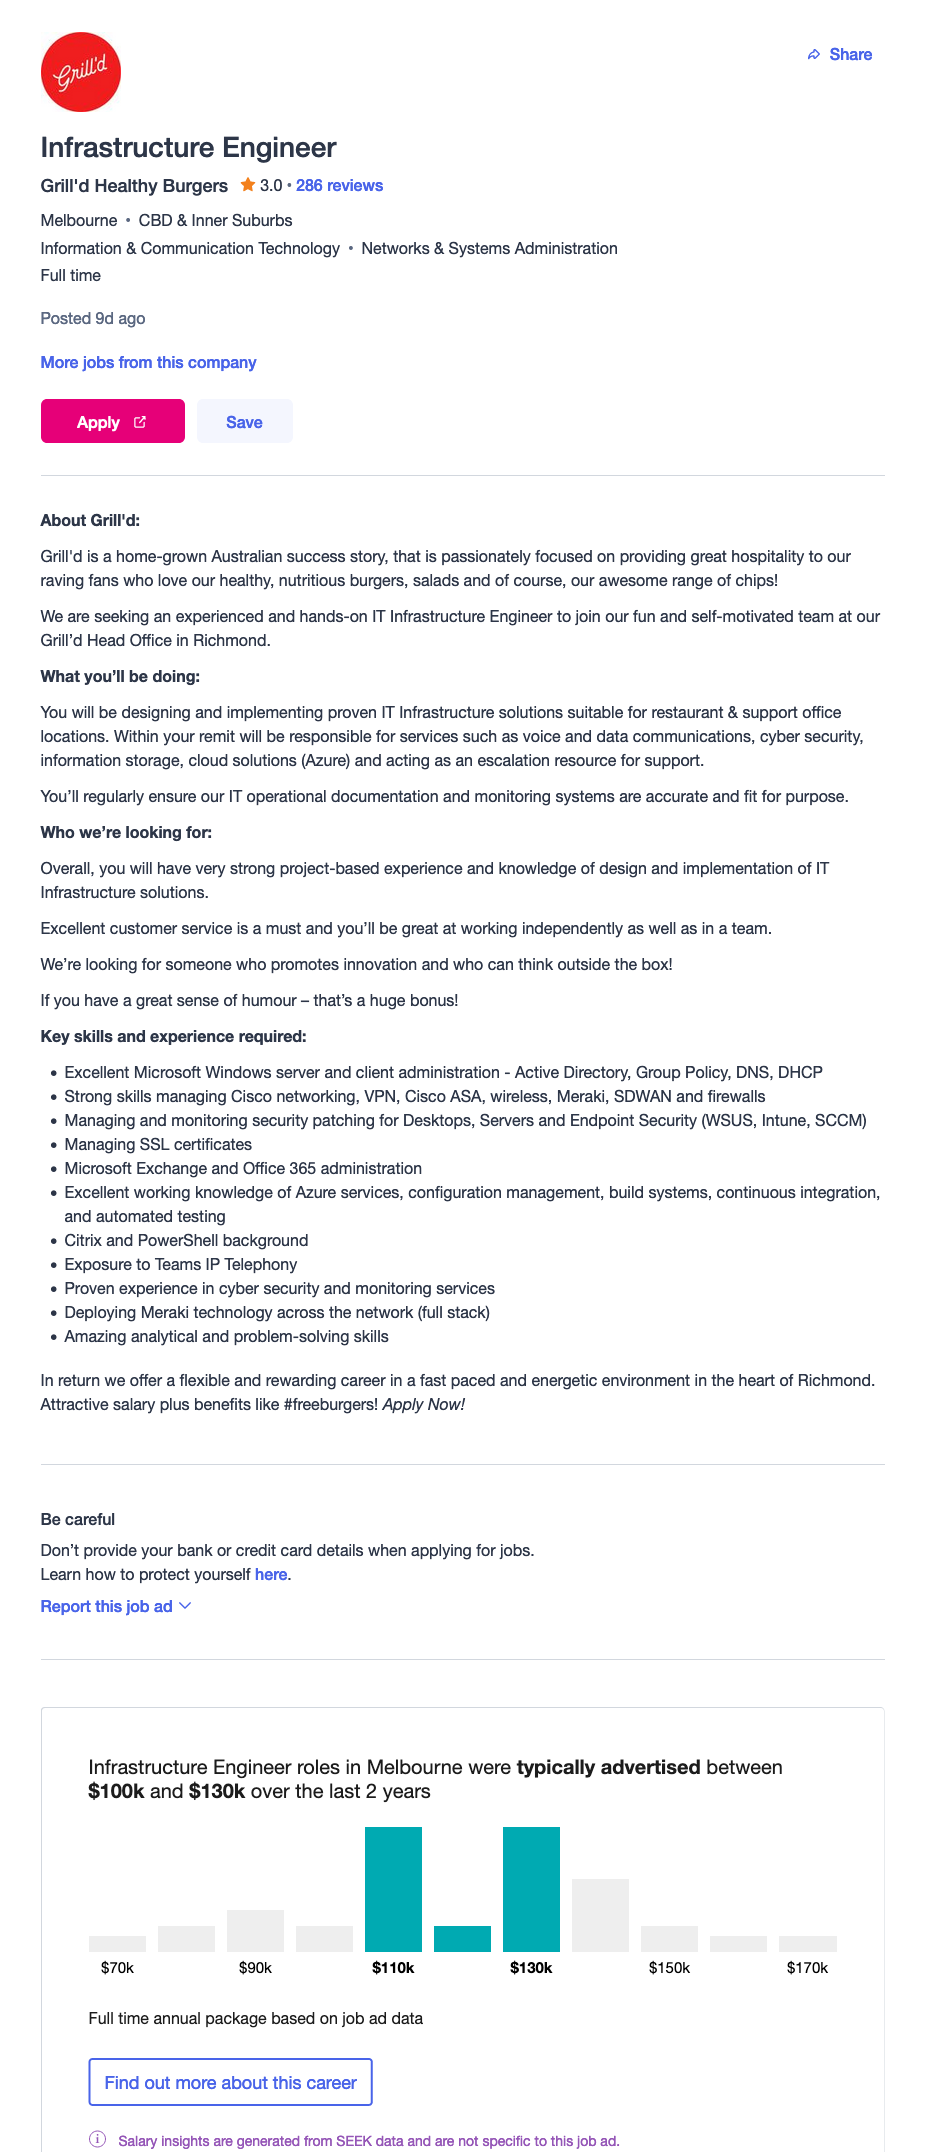 Grill'd
Share
Infrastructure Engineer
Grill'd Healthy Burgers 3.0 • 286 reviews
Melbourne • CBD & Inner Suburbs
Information & Communication Technology • Networks & Systems Administration
Full time
Posted 9d ago
More jobs from this company
Apply Save
About Grill'd:
Grill'd is a home-grown Australian success story, that is passionately focused on providing great hospitality to our
raving fans who love our healthy, nutritious burgers, salads and of course, our awesome range of chips!
We are seeking an experienced and hands-on IT Infrastructure Engineer to join our fun and self-motivated team at our
Grill’d Head Office in Richmond.
What you’ll be doing:
You will be designing and implementing proven IT Infrastructure solutions suitable for restaurant & support office
locations. Within your remit will be responsible for services such as voice and data communications, cyber security,
information storage, cloud solutions (Azure) and acting as an escalation resource for support.
You’ll regularly ensure our IT operational documentation and monitoring systems are accurate and fit for purpose.
Who we’re looking for:
Overall, you will have very strong project-based experience and knowledge of design and implementation of IT
Infrastructure solutions.
Excellent customer service is a must and you’ll be great at working independently as well as in a team.
We’re looking for someone who promotes innovation and who can think outside the box!
If you have a great sense of humour – that’s a huge bonus!
Key skills and experience required:
• Excellent Microsoft Windows server and client administration - Active Directory, Group Policy, DNS, DHCP
• Strong skills managing Cisco networking, VPN, Cisco ASA, wireless, Meraki, SDWAN and firewalls
• Managing and monitoring security patching for Desktops, Servers and Endpoint Security (WSUS, Intune, SCCM)
• Managing SSL certificates
• Microsoft Exchange and Office 365 administration
• Excellent working knowledge of Azure services, configuration management, build systems, continuous integration,
and automated testing
• Citrix and PowerShell background
• Exposure to Teams IP Telephony
• Proven experience in cyber security and monitoring services
• Deploying Meraki technology across the network (full stack)
• Amazing analytical and problem-solving skills
In return we offer a flexible and rewarding career in a fast paced and energetic environment in the heart of Richmond.
Attractive salary plus benefits like #freeburgers! Apply Now!
Be careful
Don’t provide your bank or credit card details when applying for jobs.
Learn how to protect yourself here.
Report this job ad
Infrastructure Engineer roles in Melbourne were typically advertised between
$100k and $130k over the last 2 years
$70k $90k $110k $130k $150k $170k
Full time annual package based on job ad data
Find out more about this career
Salary insights are generated from SEEK data and are not specific to this job ad.